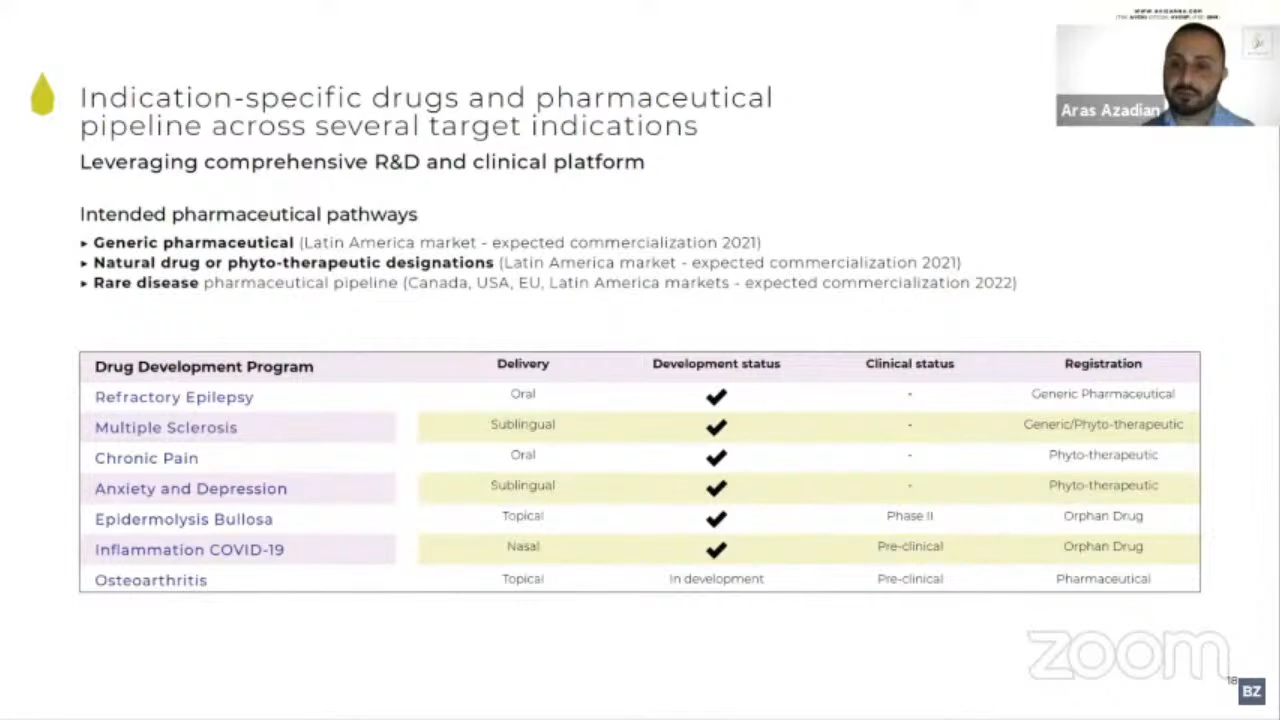 www.avicanna.com
Aras Azadian
Indication-specific drugs and pharmaceutical
pipeline across several target indications
Leveraging comprehensive R&D and clinical platform
Intended pharmaceutical pathways
▸ Generic pharmaceutical (Latin America market - expected commercialization 2021)
▸ Natural drug or phyto-therapeutic designations (Latin America market - expected commercialization 2021)
▸ Rare disease pharmaceutical pipeline (Canada, USA, EU, Latin America markets - expected commercialization 2022)
Drug Development Program Delivery Development status Clinical status Registration
Refractory Epilepsy Oral ✔ - Generic Pharmaceutical
Multiple Sclerosis Sublingual ✔ - Generic/Phyto-therapeutic
Chronic Pain Oral ✔ - Phyto-therapeutic
Anxiety and Depression Sublingual ✔ - Phyto-therapeutic
Epidermolysis Bullosa Topical ✔ Phase II Orphan Drug
Inflammation COVID-19 Nasal ✔ Pre-clinical Orphan Drug
Osteoarthritis Topical In development Pre-clinical Pharmaceutical
zoom
18
BZ